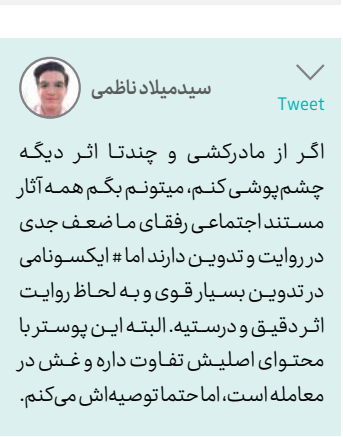 سیدمیلاد ناظمی
Tweet
اگر از مادرکشی و چندتا اثر دیگه
چشم‌پوشی کنم، میتونم بگم همه آثار
مستند اجتماعی رفقای ما ضعف جدی
در روایت و تدوین دارند اما # ایکسونامی
در تدوین بسیار قوی و به لحاظ روایت
اثر دقیق و درستیه. البته این پوستر با
محتوای اصلیش تفاوت داره و غش در
معامله است، اما حتما توصیه‌اش می‌کنم.